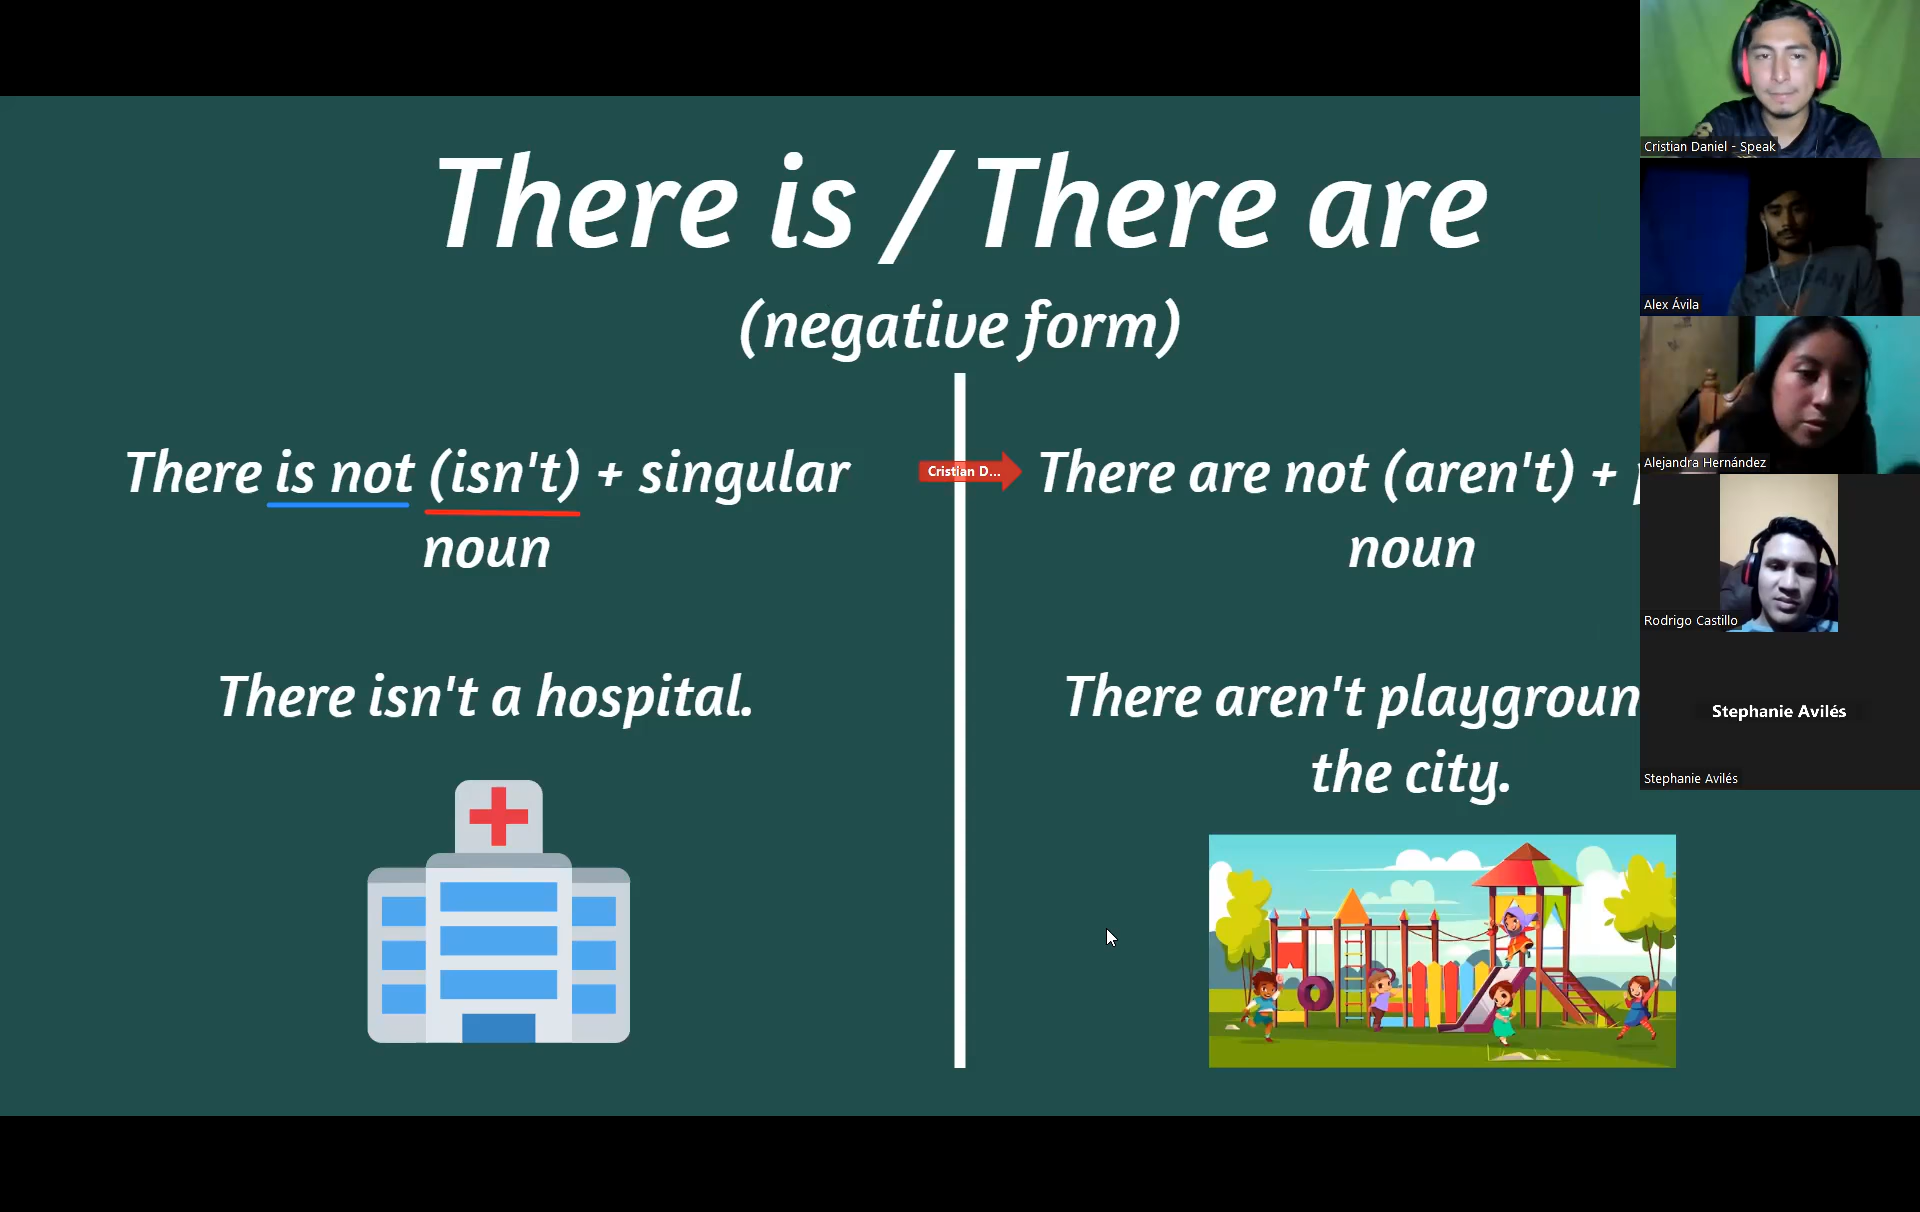 There is / There are
(negative form)
There is not (isn't) + singular
noun
There isn't a hospital.
Cristian D...
There are not (aren't) +
noun
There aren't
the city.
Cristian Daniel - Speak
Alex Ávila
Alejandra Hernández
Rodrigo Castillo
Stephanie Avilés
Stephanie Avilés